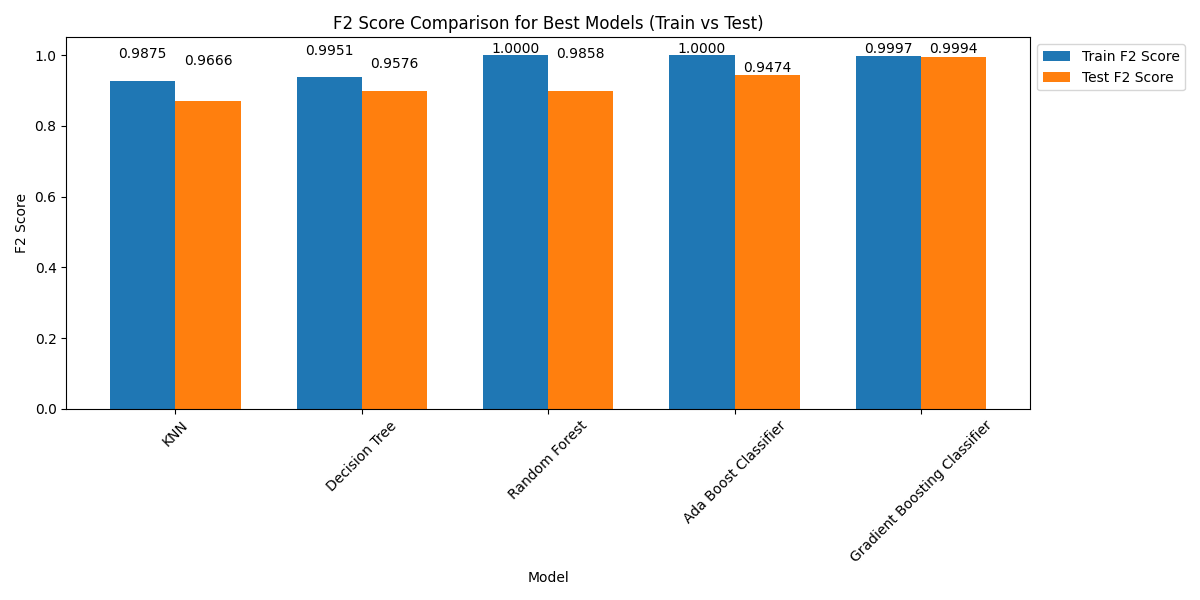 F2 Score Comparison for Best Models (Train vs Test)
0.9875
0.9666
0.9951
0.9576
1.0000
0.9858
1.0000
0.9474
0.9997
0.9994
Train F2 Score
Test F2 Score
1.0
0.8
0.6
0.4
0.2
0.0
F2 Score
KNN
Decision Tree
Random Forest
Ada Boost Classifier
Gradient Boosting Classifier
Model